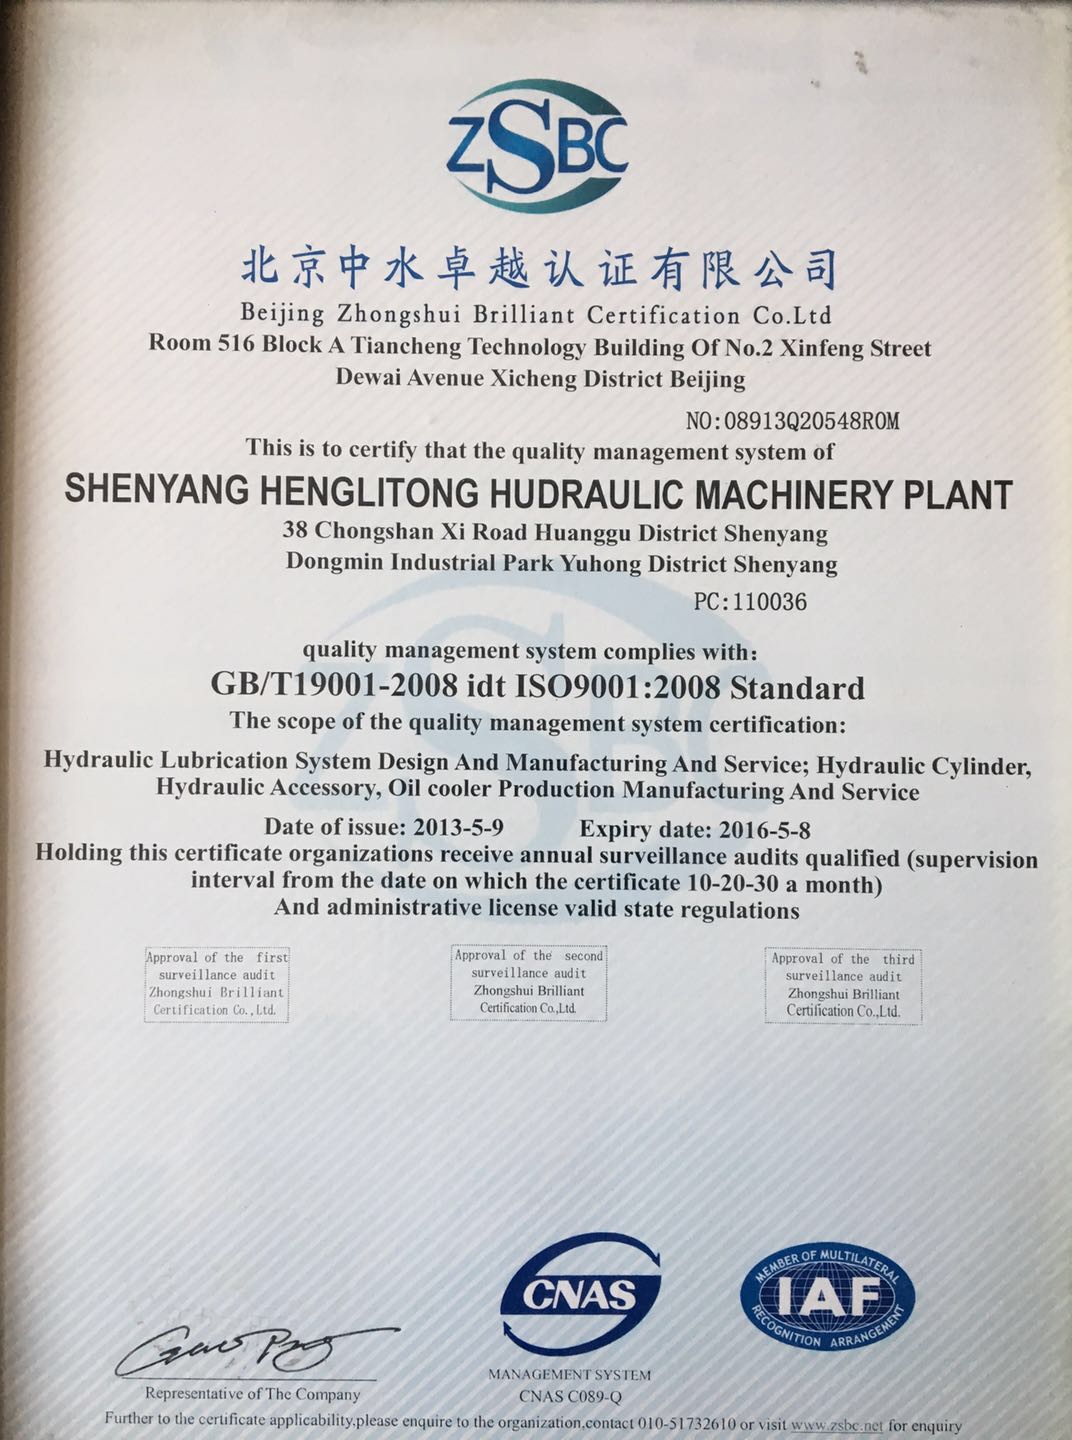 ZSBC
北京中水卓越认证有限公司
Beijing Zhongshui Brilliant Certification Co.Ltd
Room 516 Block A Tiancheng Technology Building Of No.2 Xinfeng Street
Dewai Avenue Xicheng District Beijing
NO:08913Q20548ROM
This is to certify that the quality management system of
SHENYANG HENGLITONG HUDRAULIC MACHINERY PLANT
38 Chongshan Xi Road Huanggu District Shenyang
Dongmin Industrial Park Yuhong District Shenyang
PC:110036
quality management system complies with:
GB/T19001-2008 idt ISO9001:2008 Standard
The scope of the quality management system certification:
Hydraulic Lubrication System Design And Manufacturing And Service; Hydraulic Cylinder,
Hydraulic Accessory, Oil cooler Production Manufacturing And Service
Date of issue: 2013-5-9 Expiry date: 2016-5-8
Holding this certificate organizations receive annual surveillance audits qualified (supervision
interval from the date on which the certificate 10-20-30 a month)
And administrative license valid state regulations
Approval of the first
surveillance audit
Zhongshui Brilliant
Certification Co.,Ltd.
Approval of the second
surveillance audit
Zhongshui Brilliant
Certification Co.,Ltd.
Approval of the third
surveillance audit
Zhongshui Brilliant
Certification Co.,Ltd.
CNAS
MANAGEMENT SYSTEM
CNAS C089-Q
MEMBER OF MULTILATERAL
IAF
RECOGNITION ARRANGEMENT
Representative of The Company
Further to the certificate applicability,please enquire to the organization,contact 010-51732610 or visit www.zsbc.net for enquiry